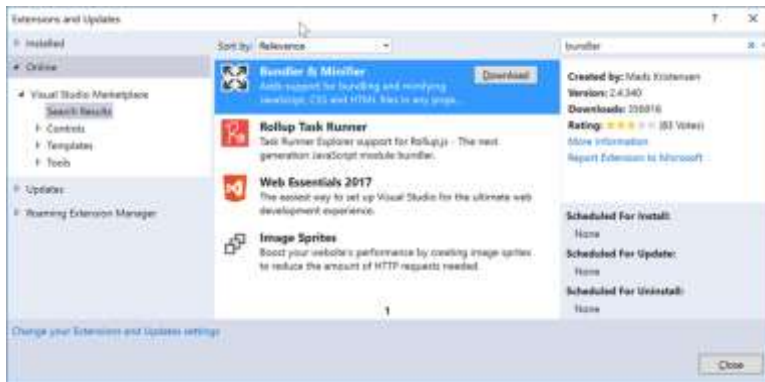 Extensions and Updates
? ×
Installed
Online
Visual Studio Marketplace
Search Results
Controls
Templates
Tools
Updates
Roaming Extension Manager
Change your Extensions and Updates settings
Sort by: Relevance
Bundler & Minifier
Download
Adds support for bundling and minifying
JavaScript, CSS and HTML files in any proje...
Rollup Task Runner
Task Runner Explorer support for Rollup.js - The next
generation JavaScript module bundler.
Web Essentials 2017
The easiest way to set up Visual Studio for the ultimate web
development experience.
Image Sprites
Boost your website's performance by creating image sprites
to reduce the amount of HTTP requests needed.
1
bundler
Created by: Mads Kristensen
Version: 2.4.340
Downloads:
Rating: (83 Votes)
More Information
Report Extension to Microsoft
Scheduled For Install:
None
Scheduled For Update:
None
Scheduled For Uninstall:
None
Close